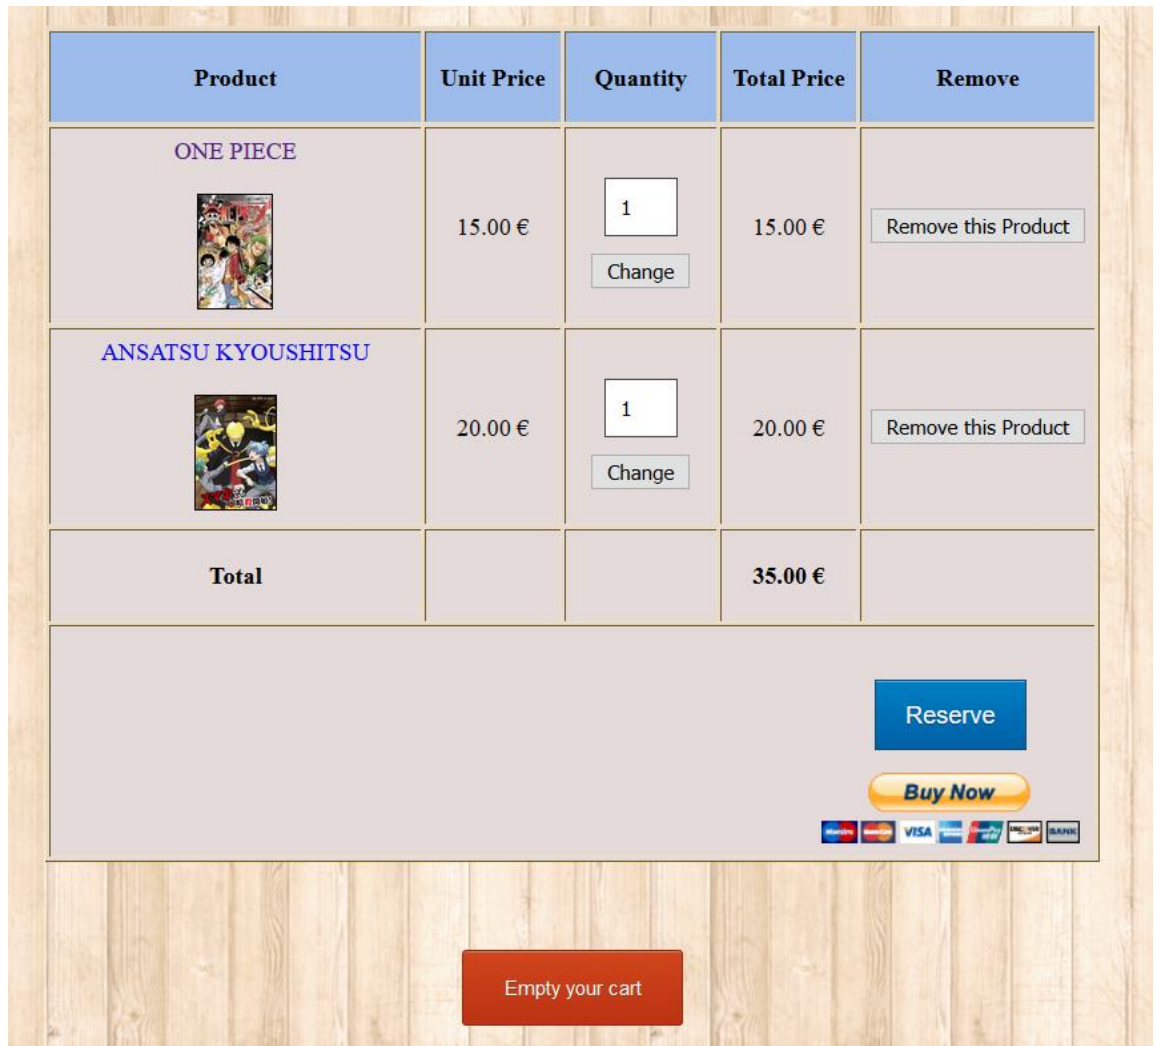 Product Unit Price Quantity Total Price Remove
ONE PIECE
15.00 €
1
Change
15.00 €
Remove this Product
ANSATSU KYOUSHITSU
20.00 €
1
Change
20.00 €
Remove this Product
Total 35.00 €
Reserve
Buy Now
VISA
BANK
Empty your cart